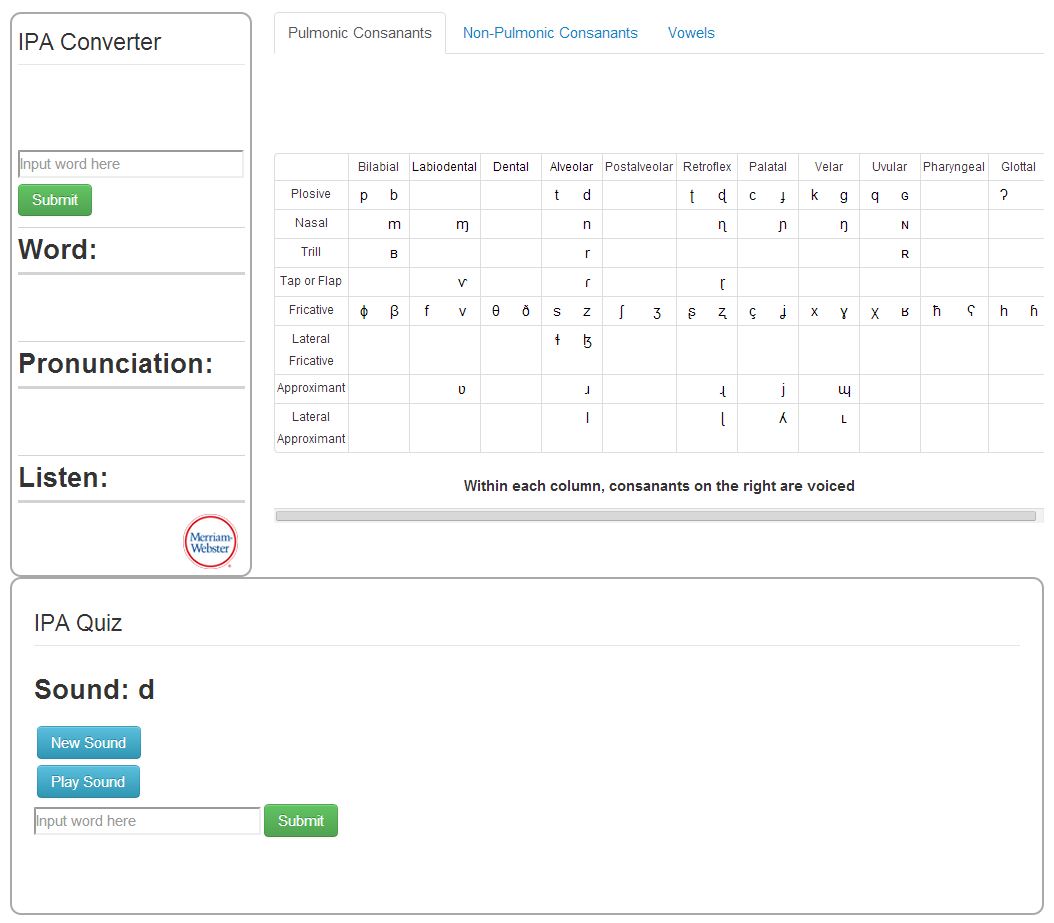 IPA Converter
Input word here
Submit
Word:
Pronunciation:
Listen:
Merriam-
Webster
Pulmonic Consanants Non-Pulmonic Consanants Vowels
Bilabial Labiodental Dental Alveolar Postalveolar Retroflex Palatal Velar Uvular Pharyngeal Glottal
Plosive p b t d ʈ ɖ c ɟ k g q ɢ ʔ
Nasal m ɱ n ɳ ɲ ŋ ɴ
Trill ʙ r ʀ
Tap or Flap ⱱ ɾ ɽ
Fricative ɸ β f v θ ð s z ʃ ʒ ʂ ʐ ç ʝ x ɣ χ ʁ ħ ʕ h ɦ
Lateral
Fricative ɬ ɮ
Approximant ʋ ɹ ɻ j ɰ
Lateral
Approximant l ɭ ʎ ʟ
Within each column, consanants on the right are voiced
IPA Quiz
Sound: d
New Sound
Play Sound
Input word here Submit